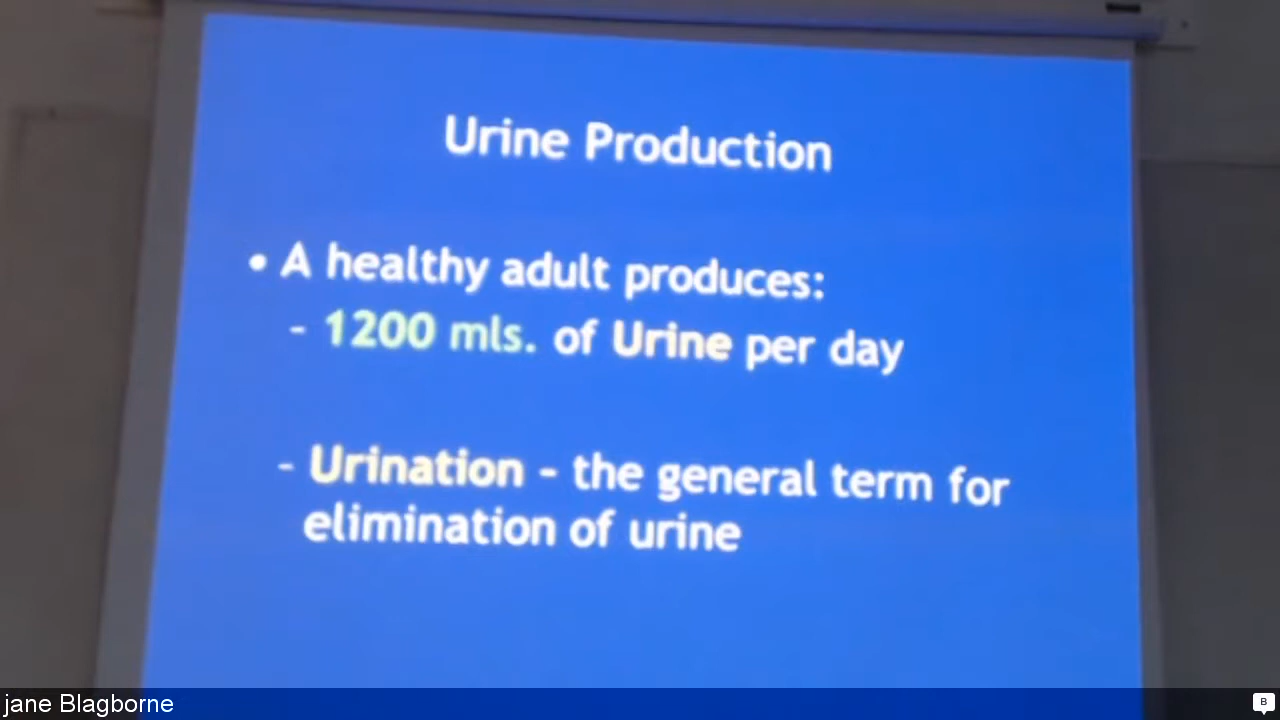 Urine Production
• A healthy adult produces:
- 1200 mls. of Urine per day
- Urination - the general term for
elimination of urine
jane Blagborne
B